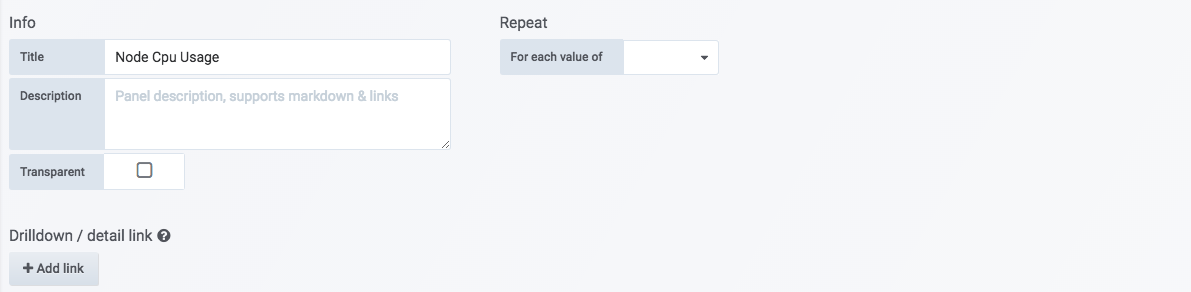 Info
Repeat
Title
Node Cpu Usage
For each value of
Description
Panel description, supports markdown & links
Transparent
Drilldown / detail link
Add link